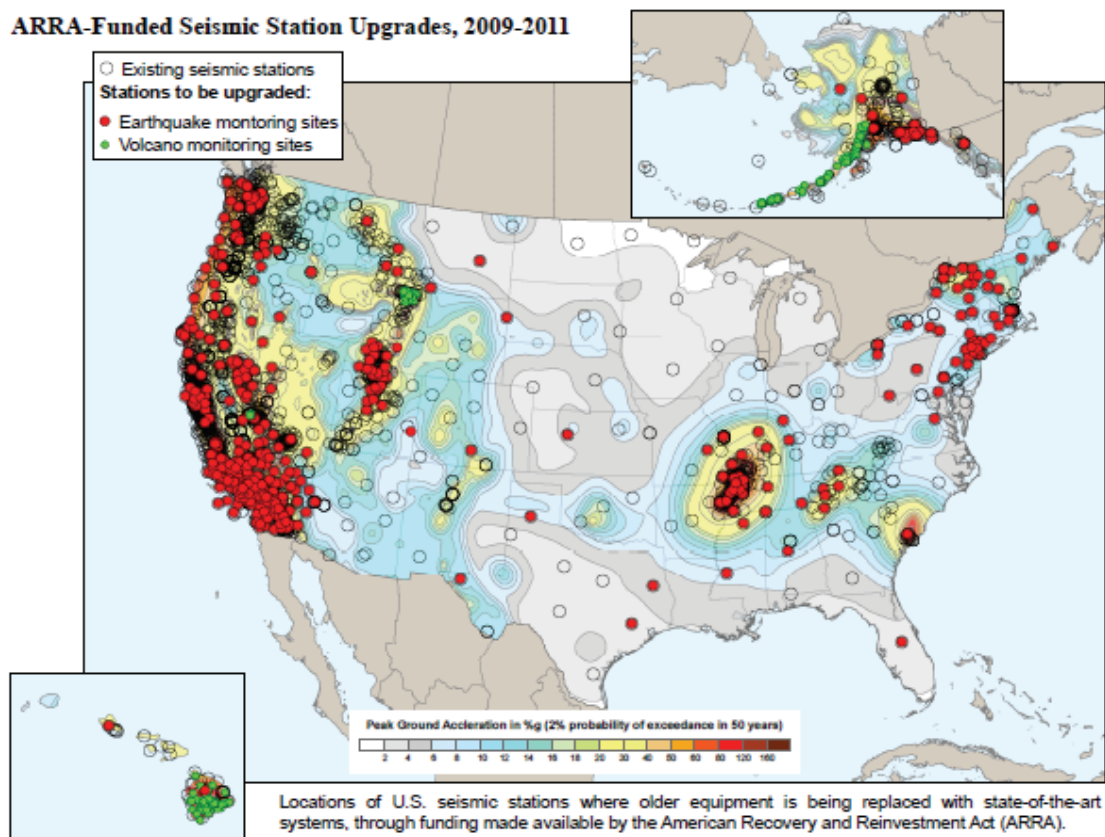 ARRA-Funded Seismic Station Upgrades, 2009-2011
Existing seismic stations
Stations to be upgraded:
Earthquake montoring sites
Volcano monitoring sites
Peak Ground Accleration in %g (2% probability of exceedance in 50 years)
2 4 6 8 10 14 16 18 20 30 40 50 60 80 120 160
Locations of U.S. seismic stations where older equipment is being replaced with state-of-the-art
systems, through funding made available by the American Recovery and Reinvestment Act (ARRA).